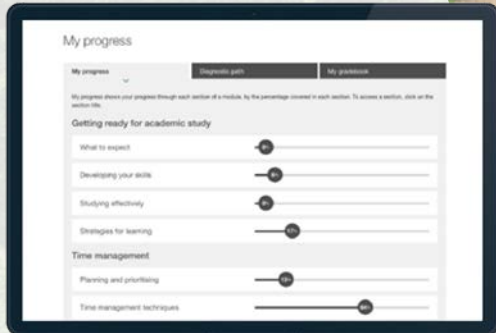 My progress
My progress Diagnostic path My gradebook
My progress shows your progress through each section of a module, by the percentage covered in each section. To access a section, click on the
section title.
Getting ready for academic study
What to expect
Developing your skills
Studying effectively
Strategies for learning 17%
Time management
Planning and prioritising
Time management techniques